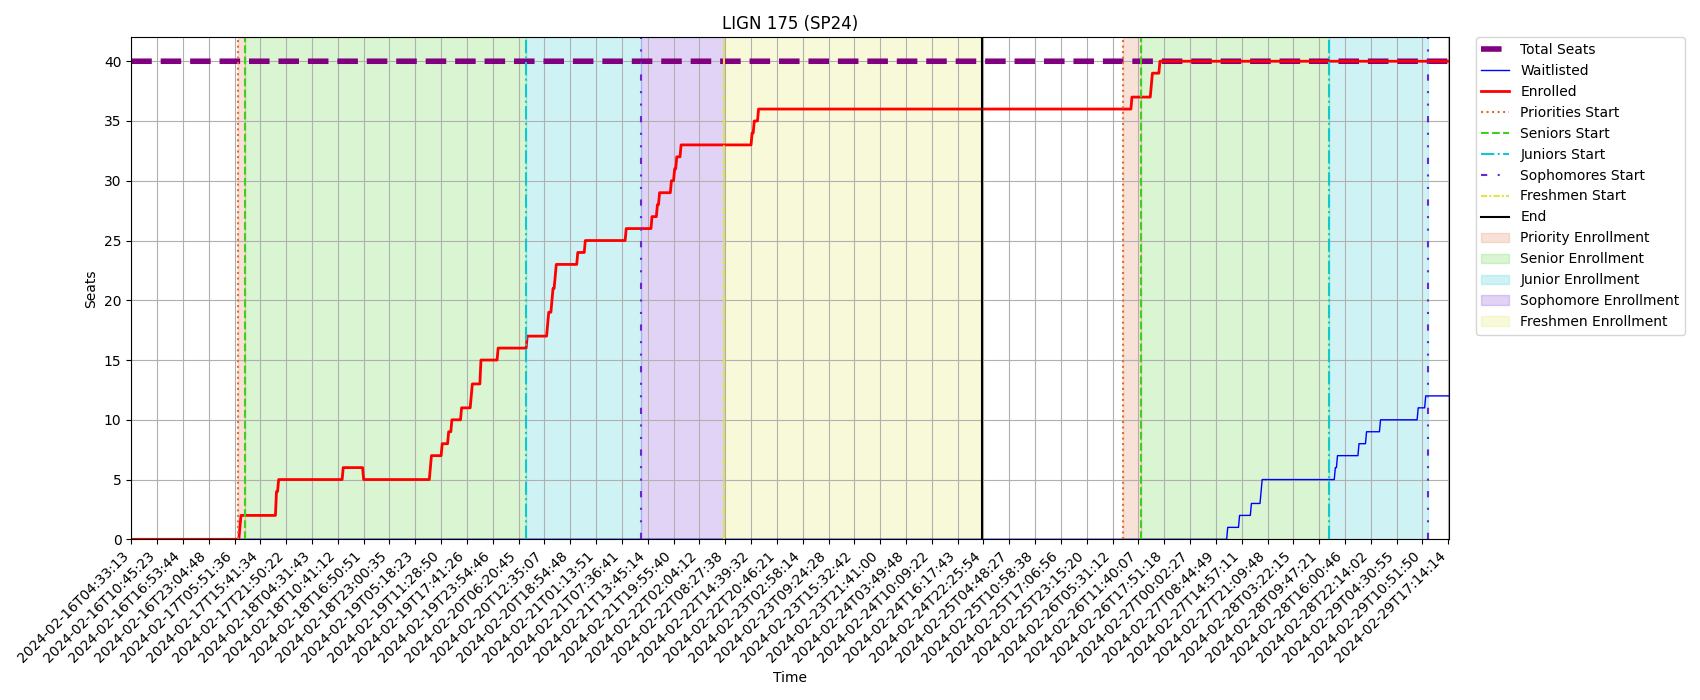 LIGN 175 (SP24)
Seats
40
35
30
25
20
15
10
5
0
2024-02-16T04:33:13
2024-02-16T10:45:23
2024-02-16T16:53:44
2024-02-16T23:04:48
2024-02-17T05:51:36
2024-02-17T15:41:34
2024-02-17T21:50:22
2024-02-18T04:31:43
2024-02-18T10:41:12
2024-02-18T16:50:51
2024-02-18T23:00:35
2024-02-19T05:18:23
2024-02-19T11:28:50
2024-02-19T17:41:26
2024-02-19T23:54:46
2024-02-20T06:20:45
2024-02-20T12:35:07
2024-02-20T18:54:48
2024-02-21T01:13:51
2024-02-21T07:36:41
2024-02-21T13:45:14
2024-02-21T19:55:40
2024-02-22T02:04:12
2024-02-22T08:27:38
2024-02-22T14:39:32
2024-02-22T20:46:21
2024-02-23T02:58:14
2024-02-23T09:24:28
2024-02-23T15:32:42
2024-02-23T21:41:00
2024-02-24T03:49:48
2024-02-24T10:09:22
2024-02-24T16:17:43
2024-02-24T22:25:54
2024-02-25T04:48:27
2024-02-25T10:58:38
2024-02-25T17:06:56
2024-02-25T23:15:20
2024-02-26T05:31:12
2024-02-26T11:40:07
2024-02-26T17:51:18
2024-02-27T00:02:27
2024-02-27T08:44:49
2024-02-27T14:57:11
2024-02-27T21:09:48
2024-02-28T03:22:15
2024-02-28T09:47:21
2024-02-28T16:00:46
2024-02-28T22:14:02
2024-02-29T04:30:55
2024-02-29T10:51:50
2024-02-29T17:14:14
Time
Total Seats
Waitlisted
Enrolled
Priorities Start
Seniors Start
Juniors Start
Sophomores Start
Freshmen Start
End
Priority Enrollment
Senior Enrollment
Junior Enrollment
Sophomore Enrollment
Freshmen Enrollment